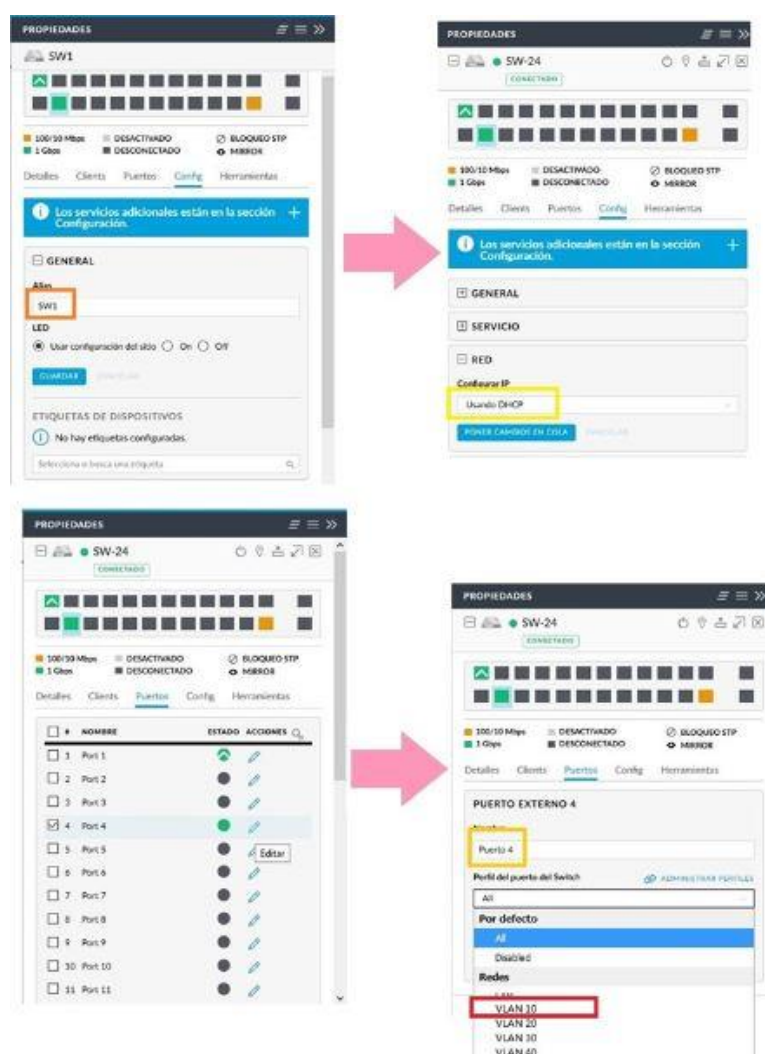 PROPIEDADES
SW1
100/10 Mbps DESACTIVADO BLOQUEO STP
1 Gbps DESCONECTADO MIRROR
Detalles Clients Puertos Config Herramientas
Los servicios adicionales están en la sección
Configuración.
GENERAL
Alias
SW1
LED
Usar configuración del sitio On Off
GUARDAR
ETIQUETAS DE DISPOSITIVOS
No hay etiquetas configuradas.
Selecciona o busca una etiqueta
PROPIEDADES
SW-24
CONECTADO
100/10 Mbps DESACTIVADO BLOQUEO STP
1 Gbps DESCONECTADO MIRROR
Detalles Clients Puertos Config Herramientas
Los servicios adicionales están en la sección
Configuración.
GENERAL
SERVICIO
RED
Configurar IP
Usando DHCP
PONER CAMBIOS EN COLA
PROPIEDADES
SW-24
CONECTADO
100/10 Mbps DESACTIVADO BLOQUEO STP
1 Gbps DESCONECTADO MIRROR
Detalles Clients Puertos Config Herramientas
# NOMBRE ESTADO ACCIONES
1 Port 1
2 Port 2
3 Port 3
4 Port 4
5 Port 5 Editar
6 Port 6
7 Port 7
8 Port 8
9 Port 9
10 Port 10
11 Port 11
PROPIEDADES
SW-24
CONECTADO
100/10 Mbps DESACTIVADO BLOQUEO STP
1 Gbps DESCONECTADO MIRROR
Detalles Clients Puertos Config Herramientas
PUERTO EXTERNO 4
Puerto 4
Perfil del puerto del Switch ADMINISTRAR PERFILES
All
Por defecto
All
Disabled
Redes
LAN
VLAN 10
VLAN 20
VLAN 30
VLAN 40